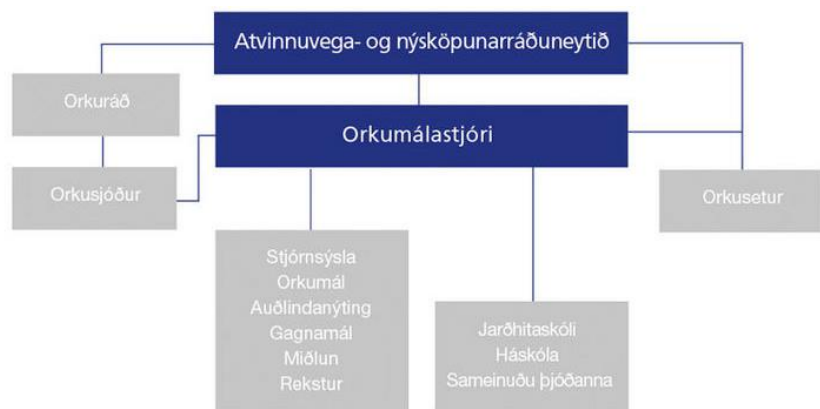 Atvinnuvega- og nýsköpunarráðuneytið
Orkuráð
Orkumálastjóri
Orkusjóður
Orkusetur
Stjórnsýsla
Orkumál
Auðlindanýting
Gagnamál
Miðlun
Rekstur
Jarðhitaskóli
Háskóla
Sameinuðu þjóðanna